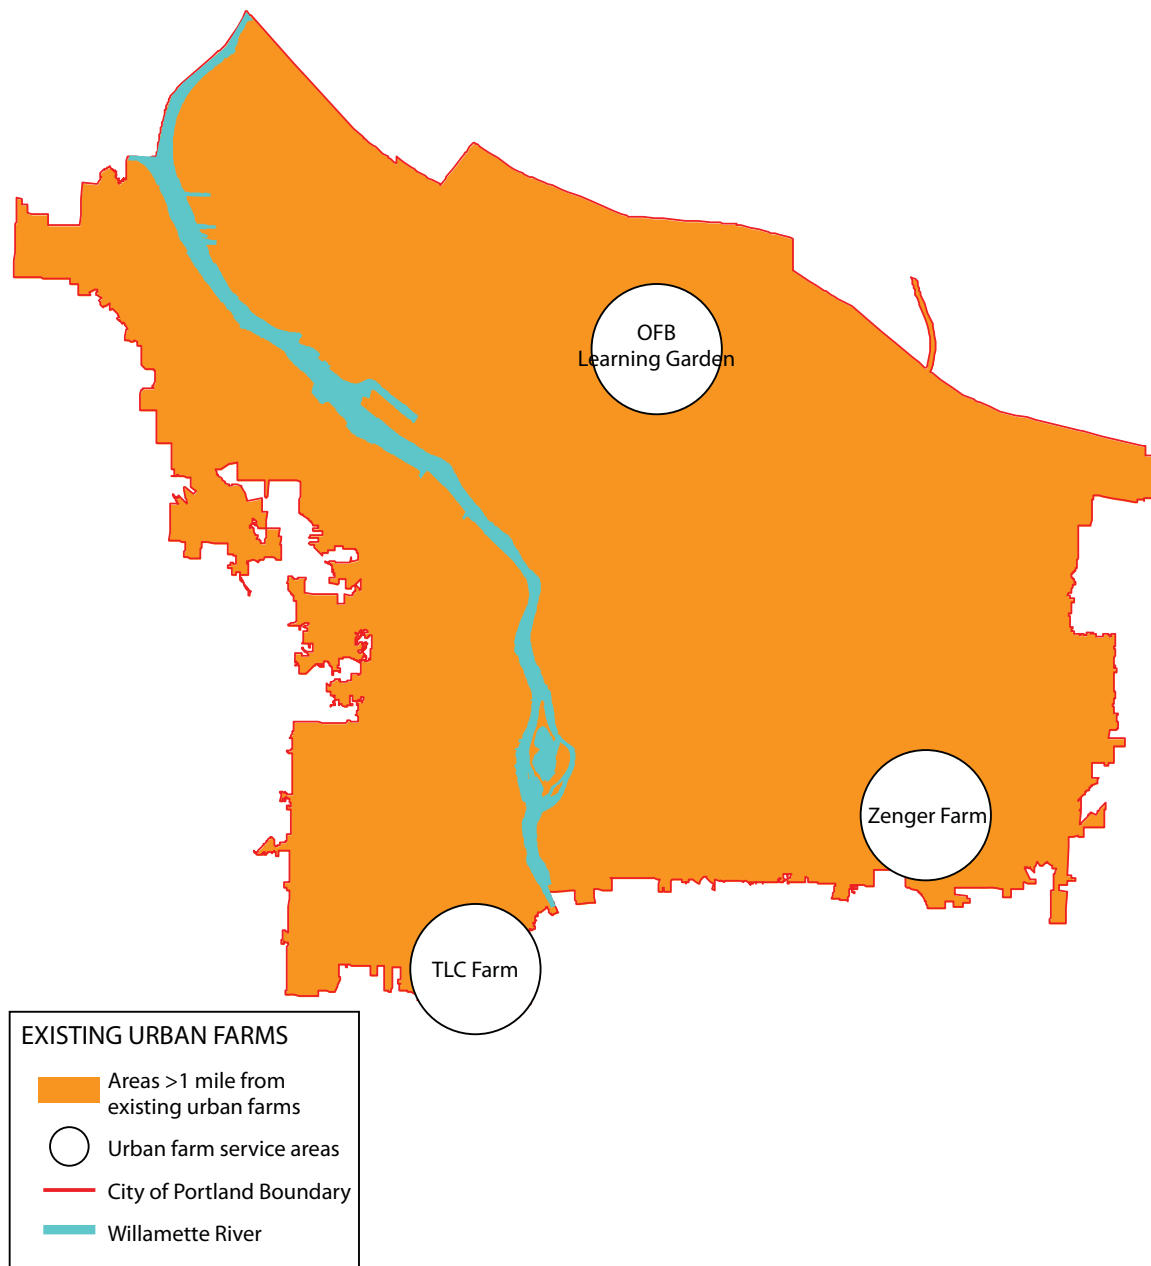 OFB
Learning Garden
Zenger Farm
TLC Farm
EXISTING URBAN FARMS
Areas >1 mile from
existing urban farms
Urban farm service areas
City of Portland Boundary
Willamette River